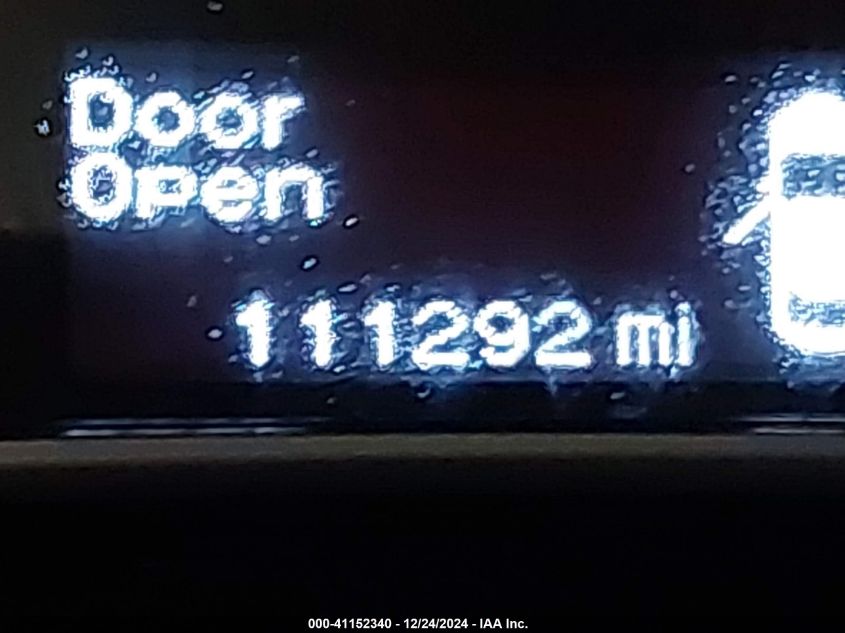 Door
Open
111292 mi
000-41152340 - 12/24/2024 - IAA Inc.